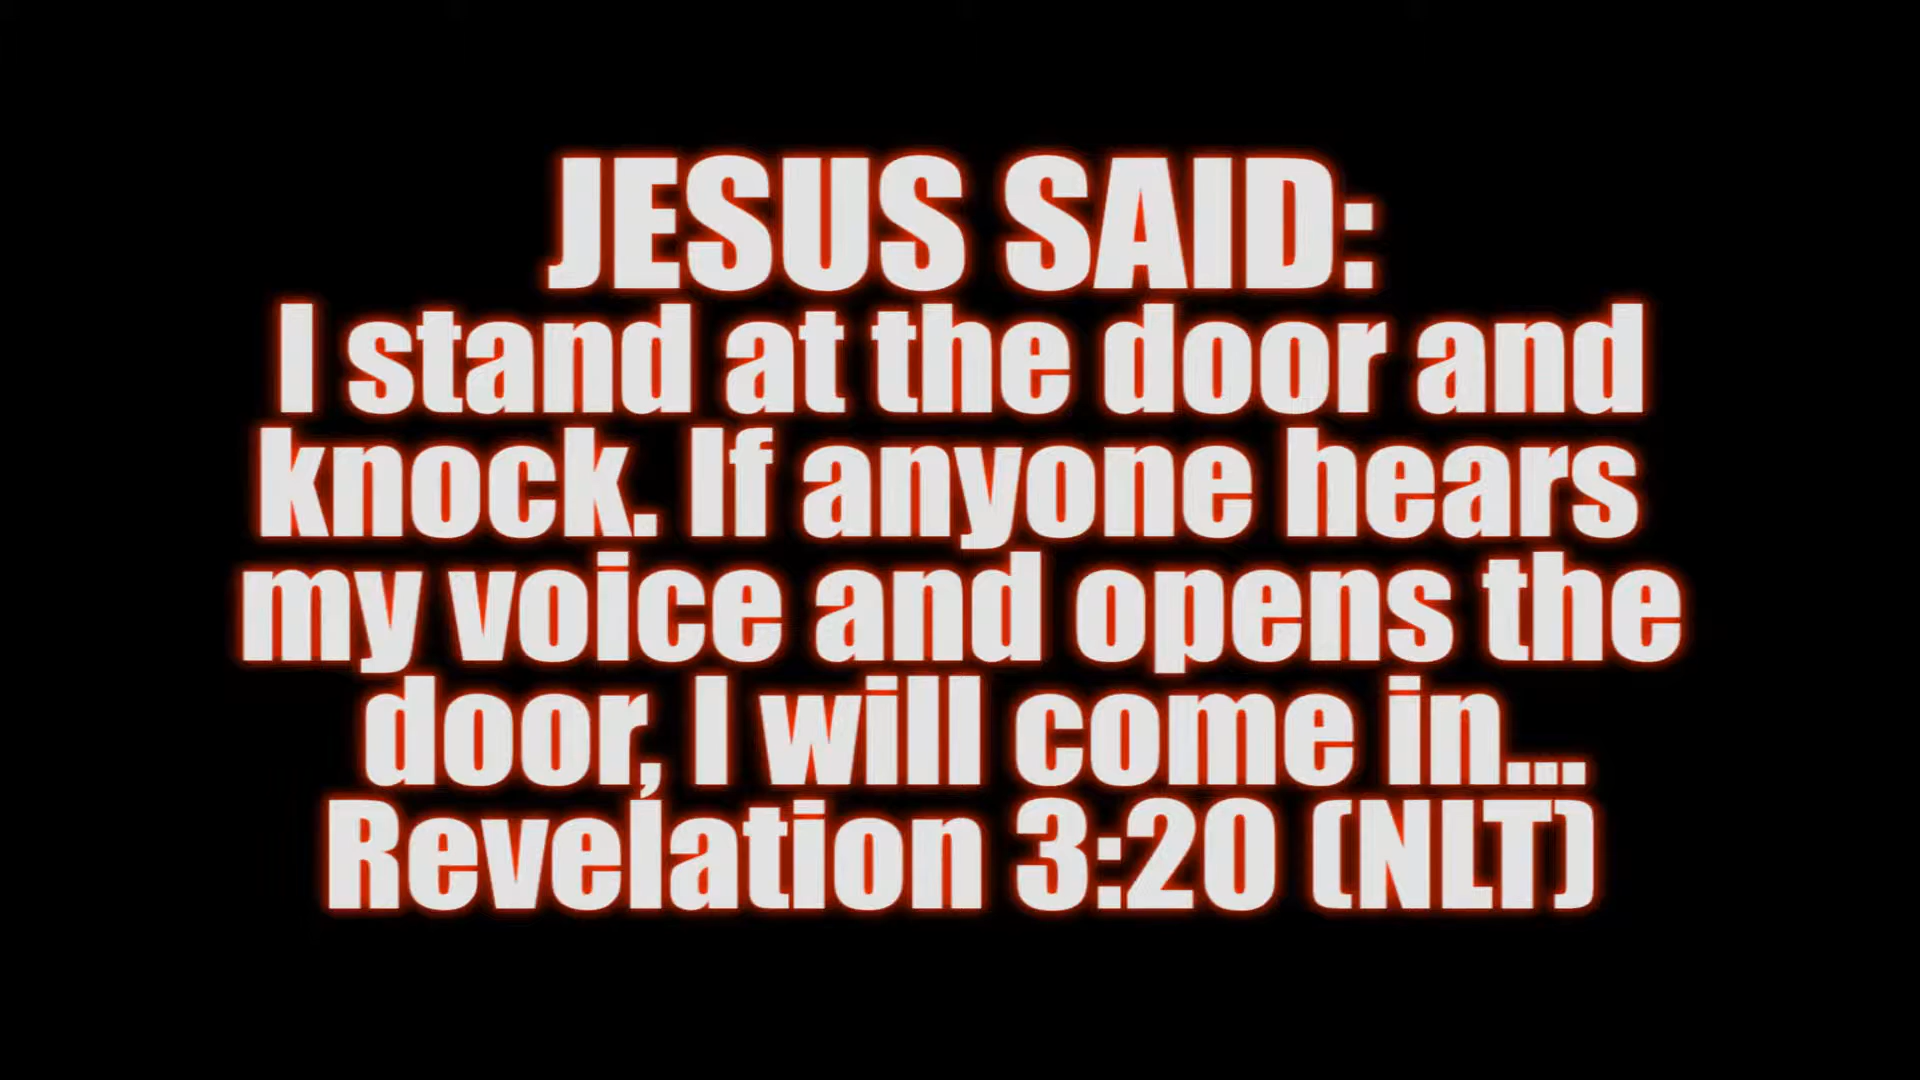 JESUS SAID:
I stand at the door and
knock. If anyone hears
my voice and opens the
door, I will come in...
Revelation 3:20 (NLT)